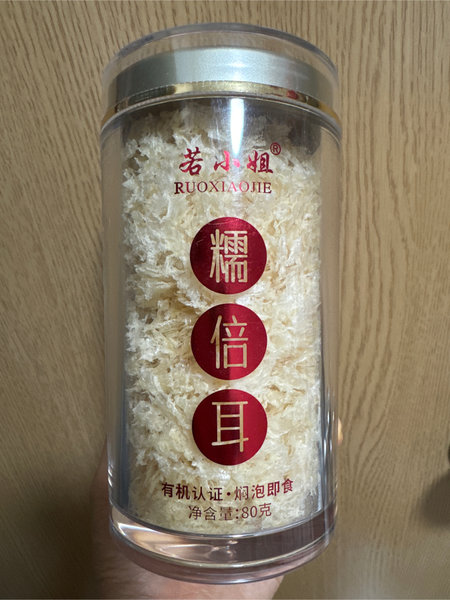 若小姐®
RUOXIAOJIE
糯
倍
耳
有机认证·焖泡即食
净含量:80克